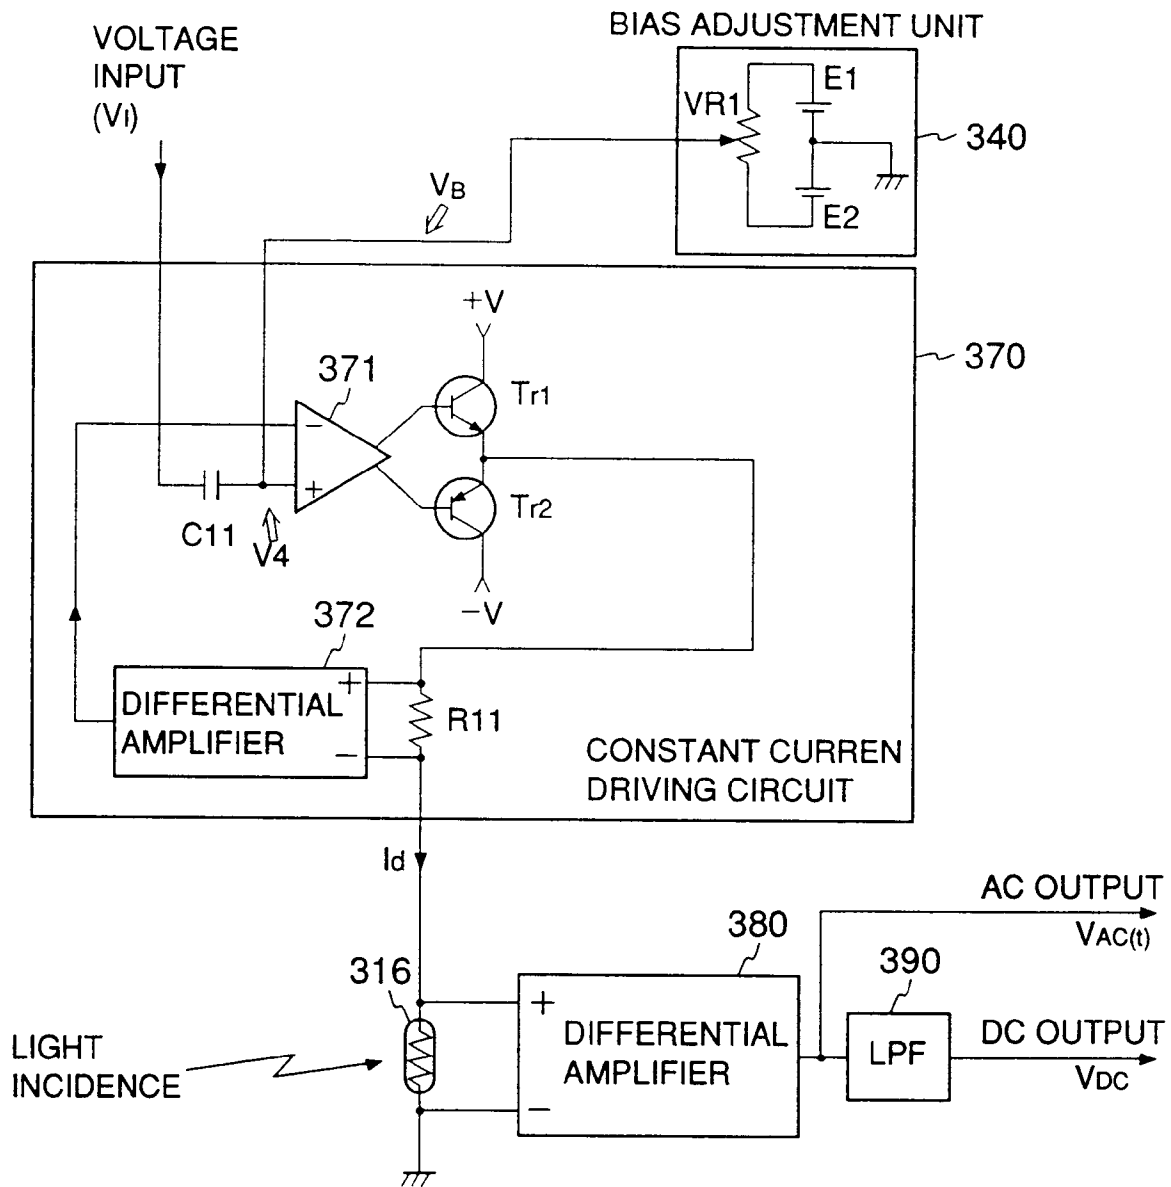 BIAS ADJUSTMENT UNIT
VOLTAGE
INPUT
(VI)
E1
VR1
340
E2
VB
+V
370
371
Tr1
−
+
C11
V4
Tr2
−V
372
DIFFERENTIAL
AMPLIFIER
+
−
R11
CONSTANT CURREN
DRIVING CIRCUIT
Id
AC OUTPUT
VAC(t)
380
390
316
+
DIFFERENTIAL
AMPLIFIER
−
LPF
DC OUTPUT
VDC
LIGHT
INCIDENCE